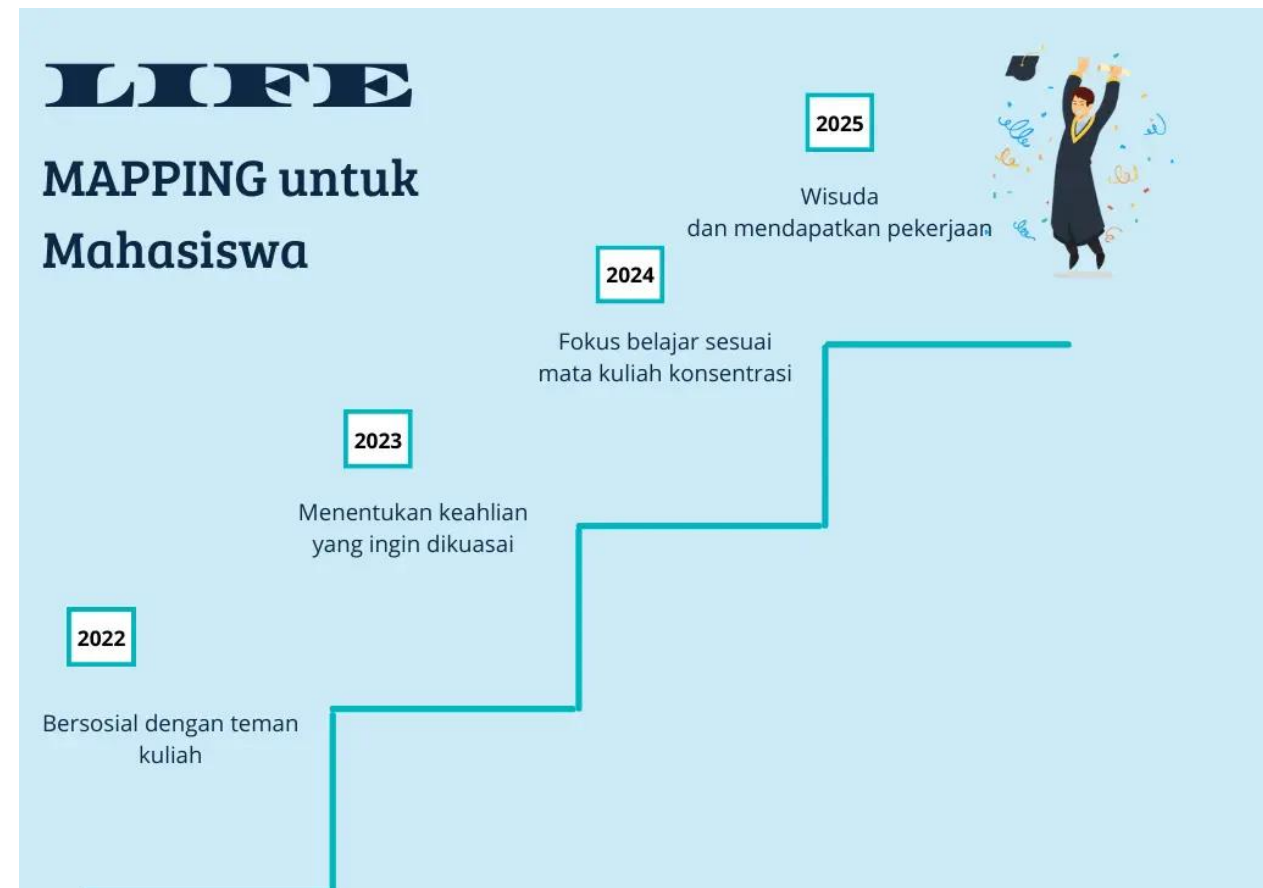 LIFE
MAPPING untuk
Mahasiswa
2025
Wisuda
dan mendapatkan pekerjaan
2024
Fokus belajar sesuai
mata kuliah konsentrasi
2023
Menentukan keahlian
yang ingin dikuasai
2022
Bersosial dengan teman
kuliah